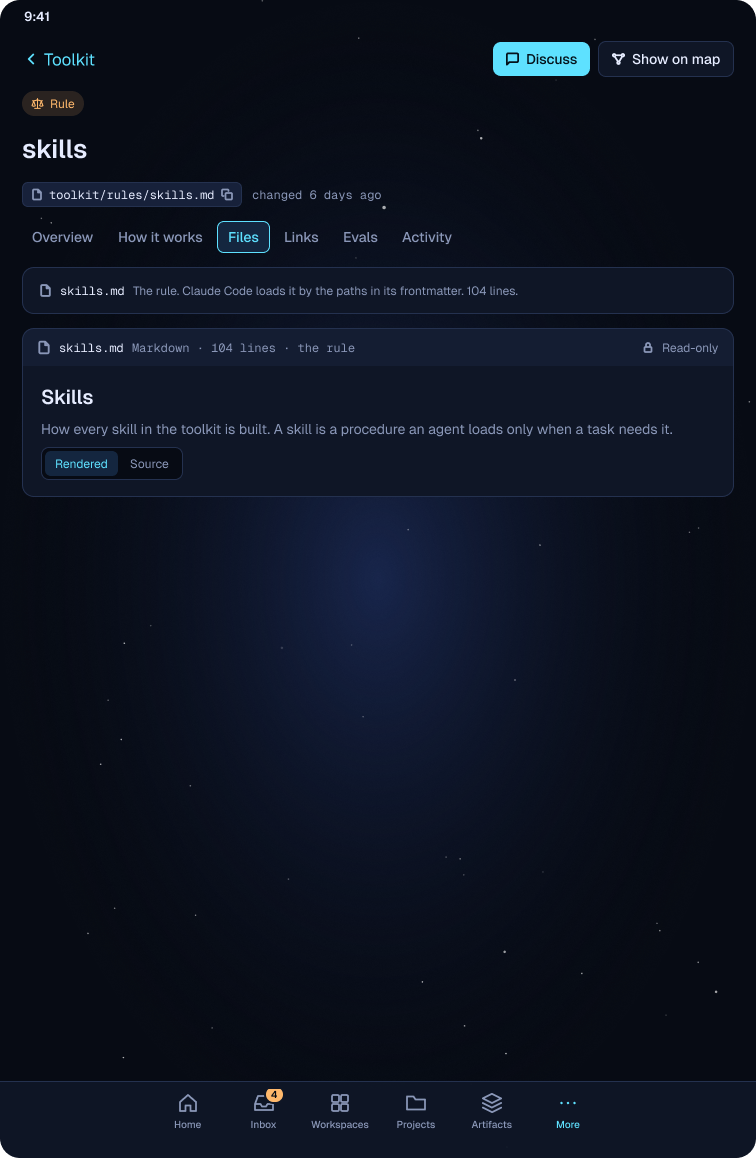 9:41
Toolkit
Discuss
Show on map
Rule
skills
toolkit/rules/skills.md changed 6 days ago
Overview How it works Files Links Evals Activity
skills.md The rule. Claude Code loads it by the paths in its frontmatter. 104 lines.
skills.md Markdown · 104 lines · the rule Read-only
Skills
How every skill in the toolkit is built. A skill is a procedure an agent loads only when a task needs it.
Rendered Source
4
Home Inbox Workspaces Projects Artifacts More